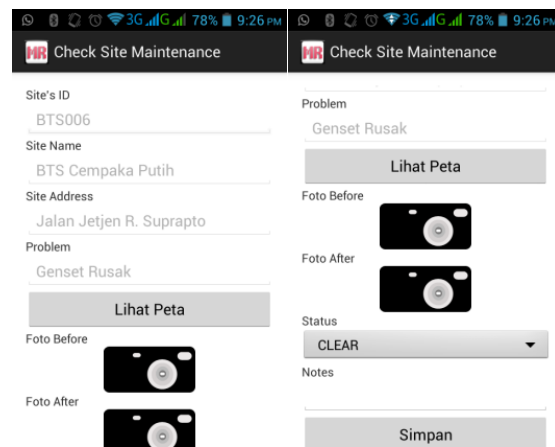 3G G 78% 9:26 PM
MR Check Site Maintenance
Site's ID
BTS006
Site Name
BTS Cempaka Putih
Site Address
Jalan Jetjen R. Suprapto
Problem
Genset Rusak
Lihat Peta
Foto Before
Foto After
3G G 78% 9:26 PM
MR Check Site Maintenance
Problem
Genset Rusak
Lihat Peta
Foto Before
Foto After
Status
CLEAR
Notes
Simpan